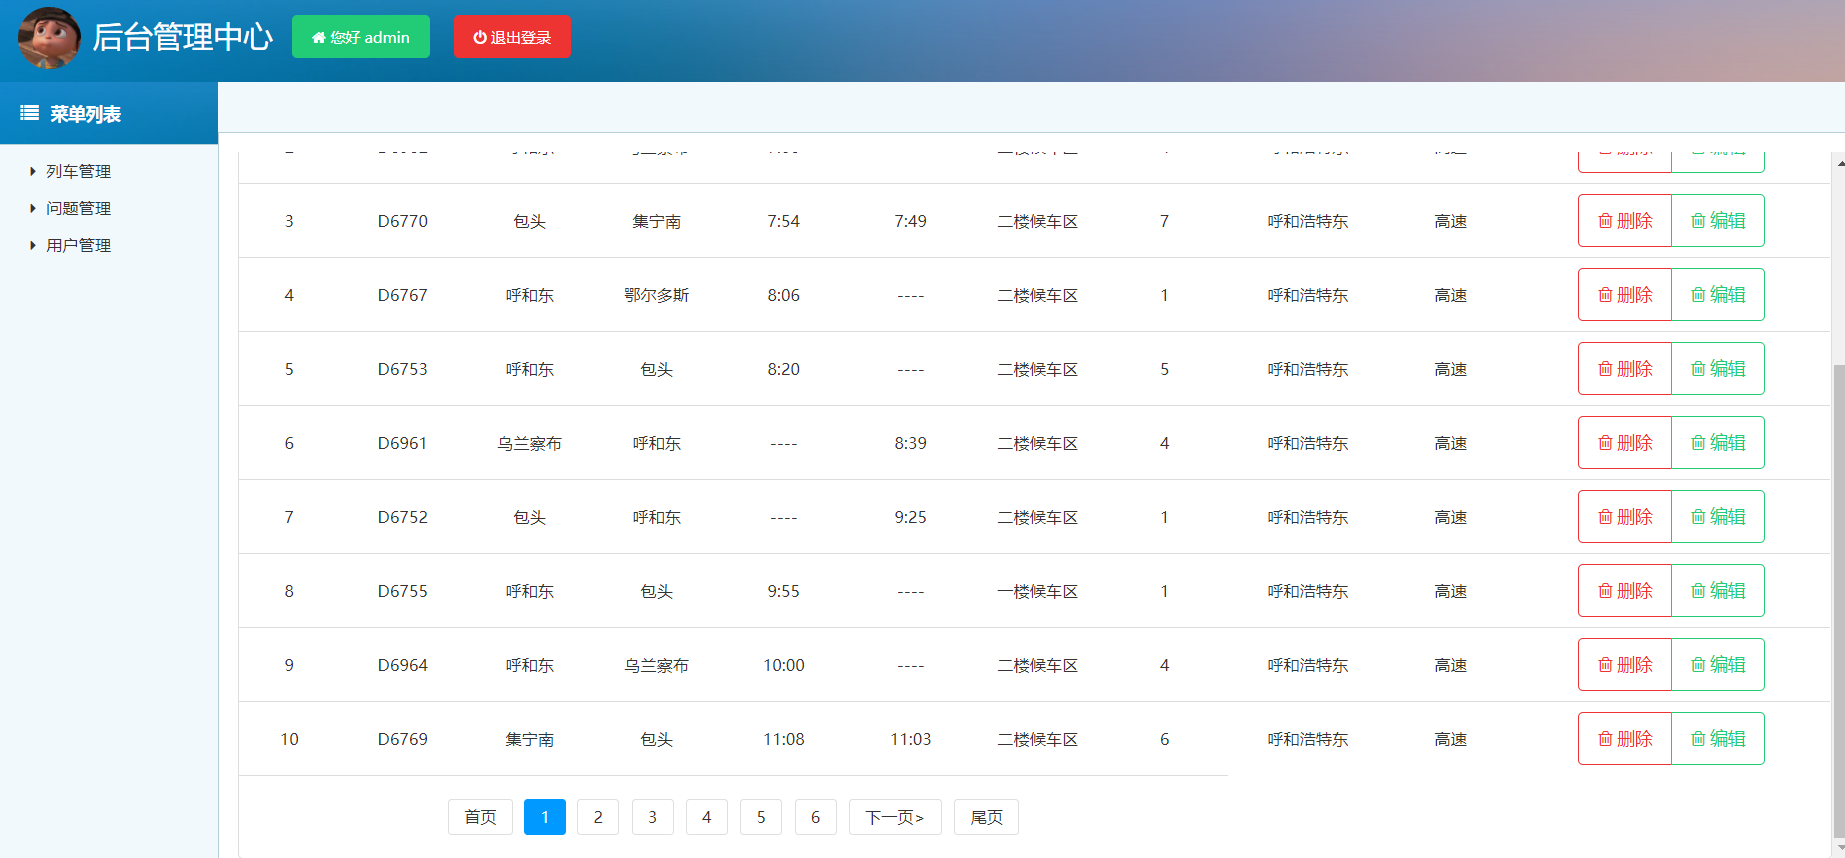 后台管理中心 您好 admin 退出登录
菜单列表
列车管理
问题管理
用户管理
3 D6770 包头 集宁南 7:54 7:49 二楼候车区 7 呼和浩特东 高速 删除 编辑
4 D6767 呼和东 鄂尔多斯 8:06 ---- 二楼候车区 1 呼和浩特东 高速 删除 编辑
5 D6753 呼和东 包头 8:20 ---- 二楼候车区 5 呼和浩特东 高速 删除 编辑
6 D6961 乌兰察布 呼和东 ---- 8:39 二楼候车区 4 呼和浩特东 高速 删除 编辑
7 D6752 包头 呼和东 ---- 9:25 二楼候车区 1 呼和浩特东 高速 删除 编辑
8 D6755 呼和东 包头 9:55 ---- 一楼候车区 1 呼和浩特东 高速 删除 编辑
9 D6964 呼和东 乌兰察布 10:00 ---- 二楼候车区 4 呼和浩特东 高速 删除 编辑
10 D6769 集宁南 包头 11:08 11:03 二楼候车区 6 呼和浩特东 高速 删除 编辑
首页 1 2 3 4 5 6 下一页> 尾页